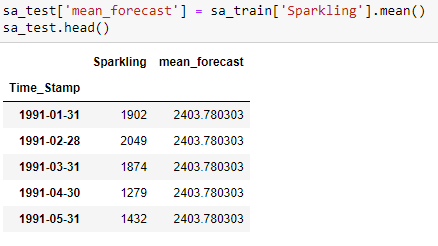 sa_test['mean_forecast'] = sa_train['Sparkling'].mean()
sa_test.head()
Sparkling mean_forecast
Time_Stamp
1991-01-31 1902 2403.780303
1991-02-28 2049 2403.780303
1991-03-31 1874 2403.780303
1991-04-30 1279 2403.780303
1991-05-31 1432 2403.780303